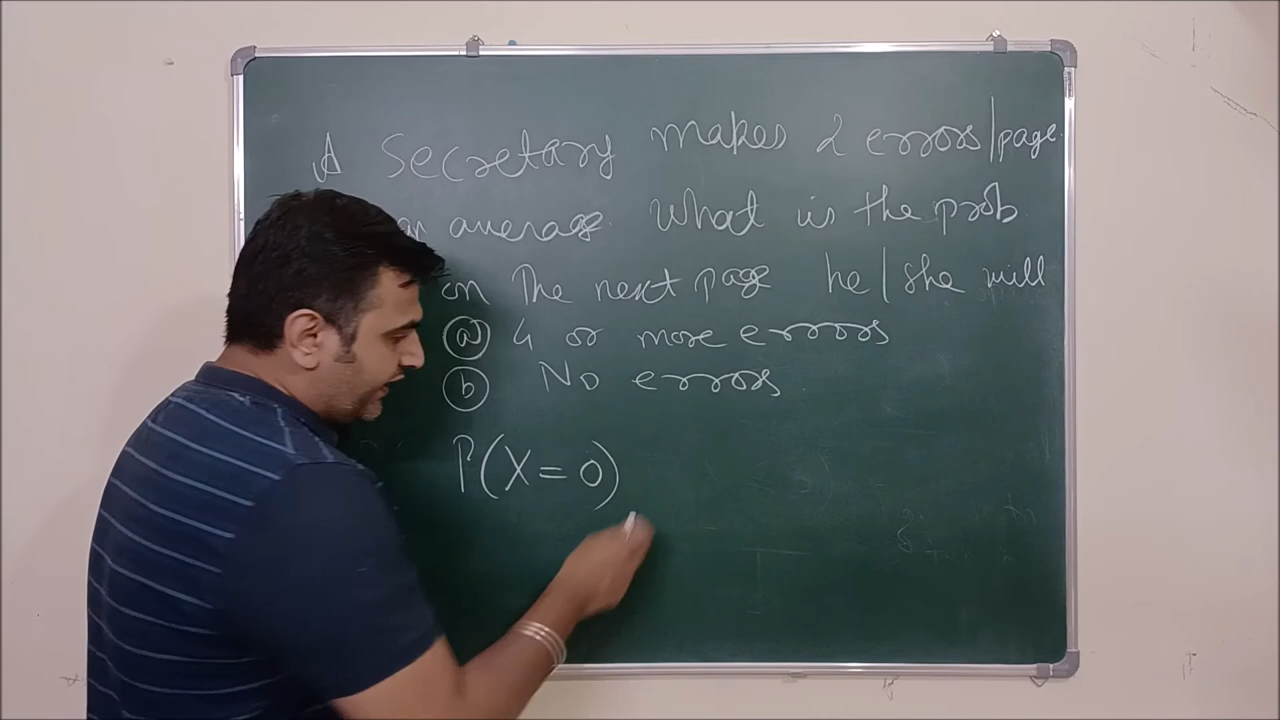 A Secretary makes 2 errors/page
average. What is the prob
on The next page he/she will
(a) 4 or more errors
(b) No errors
P(X=0)